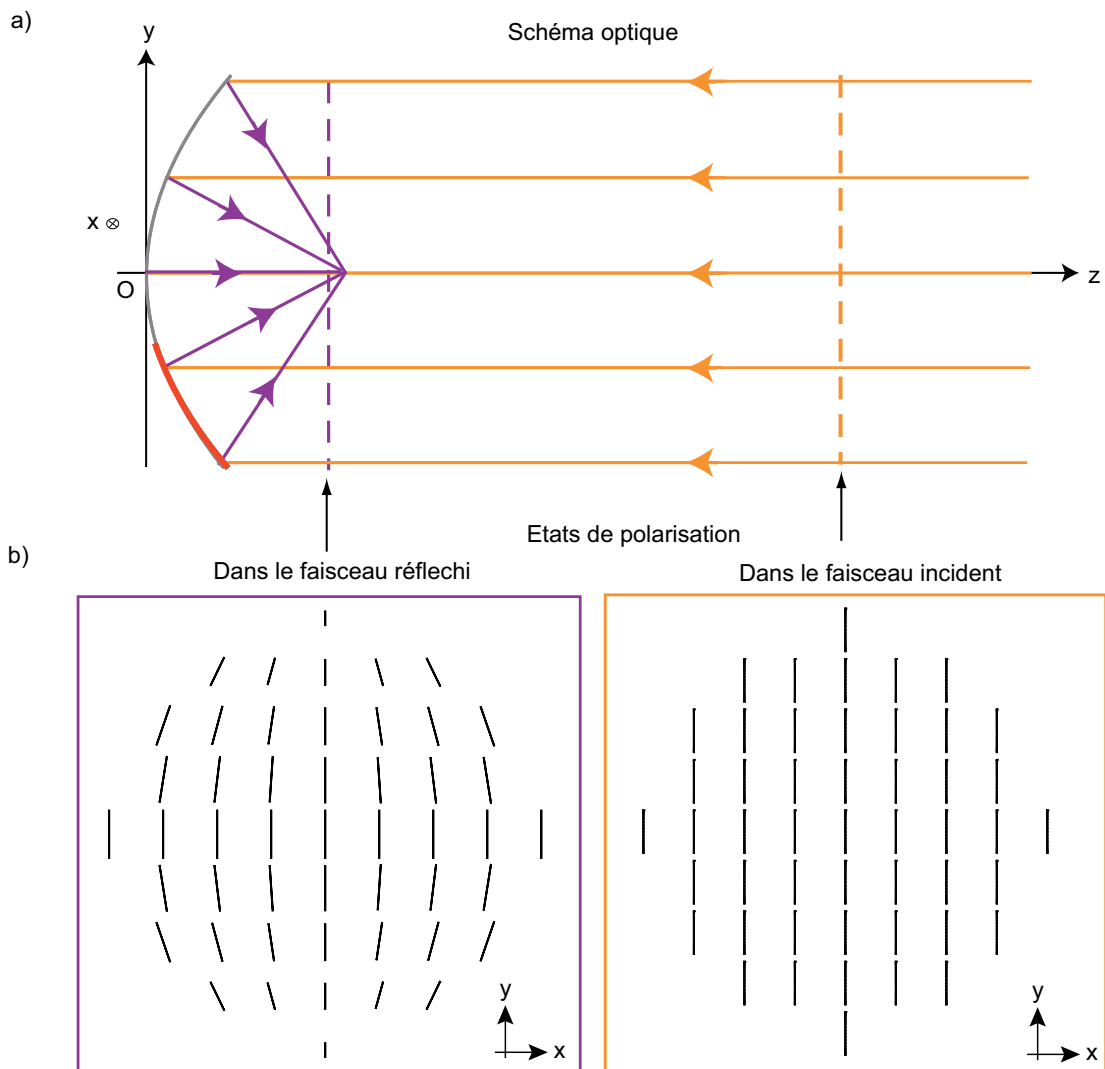 a)
y
Schéma optique
x ⊗
O
z
Etats de polarisation
b)
Dans le faisceau réflechi
Dans le faisceau incident
y
x
y
x